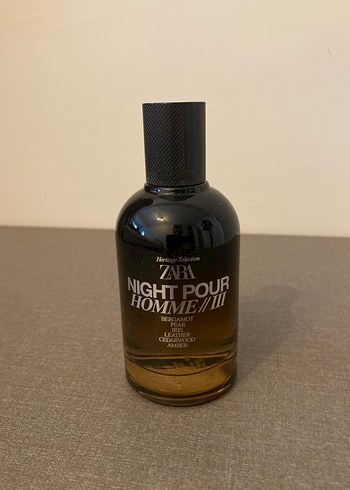 Heritage Selection
ZARA
NIGHT POUR
HOMME // III
BERGAMOT
PEAR
IRIS
LEATHER
CEDARWOOD
AMBER